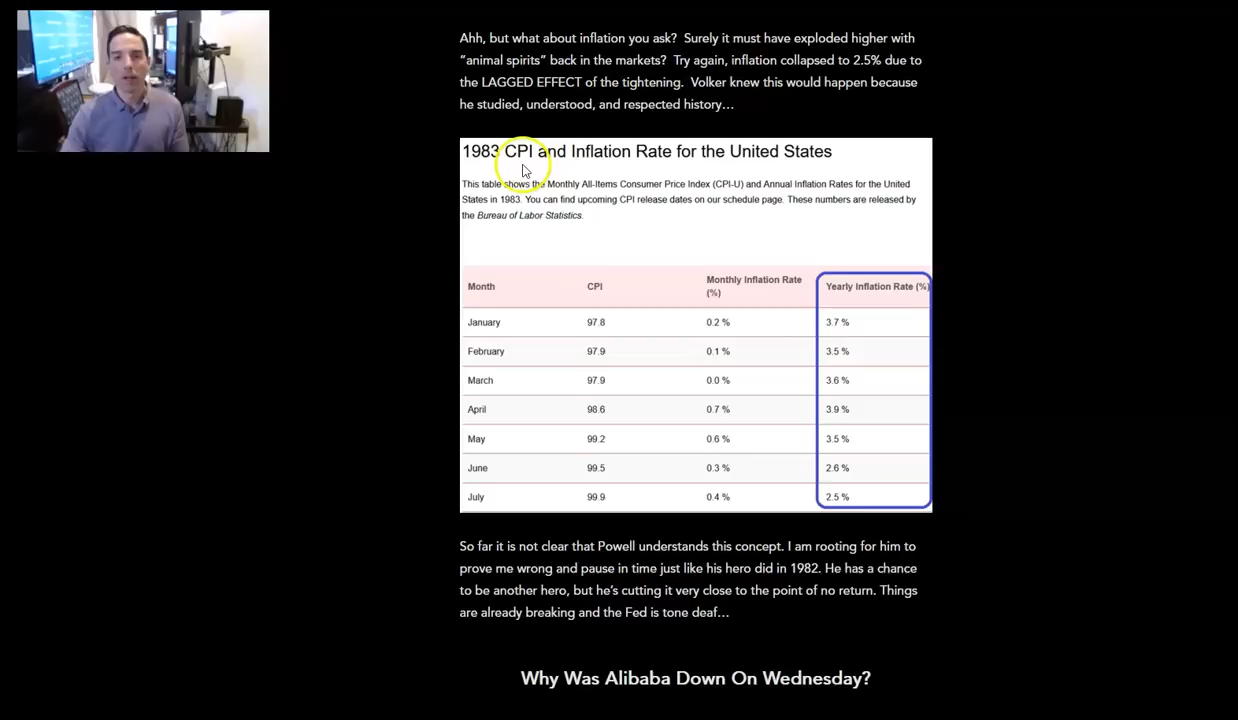 Ahh, but what about inflation you ask?  Surely it must have exploded higher with
“animal spirits” back in the markets?  Try again, inflation collapsed to 2.5% due to
the LAGGED EFFECT of the tightening.  Volker knew this would happen because
he studied, understood, and respected history…
1983 CPI and Inflation Rate for the United States
This table shows the Monthly All-Items Consumer Price Index (CPI-U) and Annual Inflation Rates for the United
States in 1983. You can find upcoming CPI release dates on our schedule page. These numbers are released by
the Bureau of Labor Statistics.
Month CPI Monthly Inflation Rate (%) Yearly Inflation Rate (%)
January 97.8 0.2 % 3.7 %
February 97.9 0.1 % 3.5 %
March 97.9 0.0 % 3.6 %
April 98.6 0.7 % 3.9 %
May 99.2 0.6 % 3.5 %
June 99.5 0.3 % 2.6 %
July 99.9 0.4 % 2.5 %
So far it is not clear that Powell understands this concept. I am rooting for him to
prove me wrong and pause in time just like his hero did in 1982. He has a chance
to be another hero, but he’s cutting it very close to the point of no return. Things
are already breaking and the Fed is tone deaf…
Why Was Alibaba Down On Wednesday?